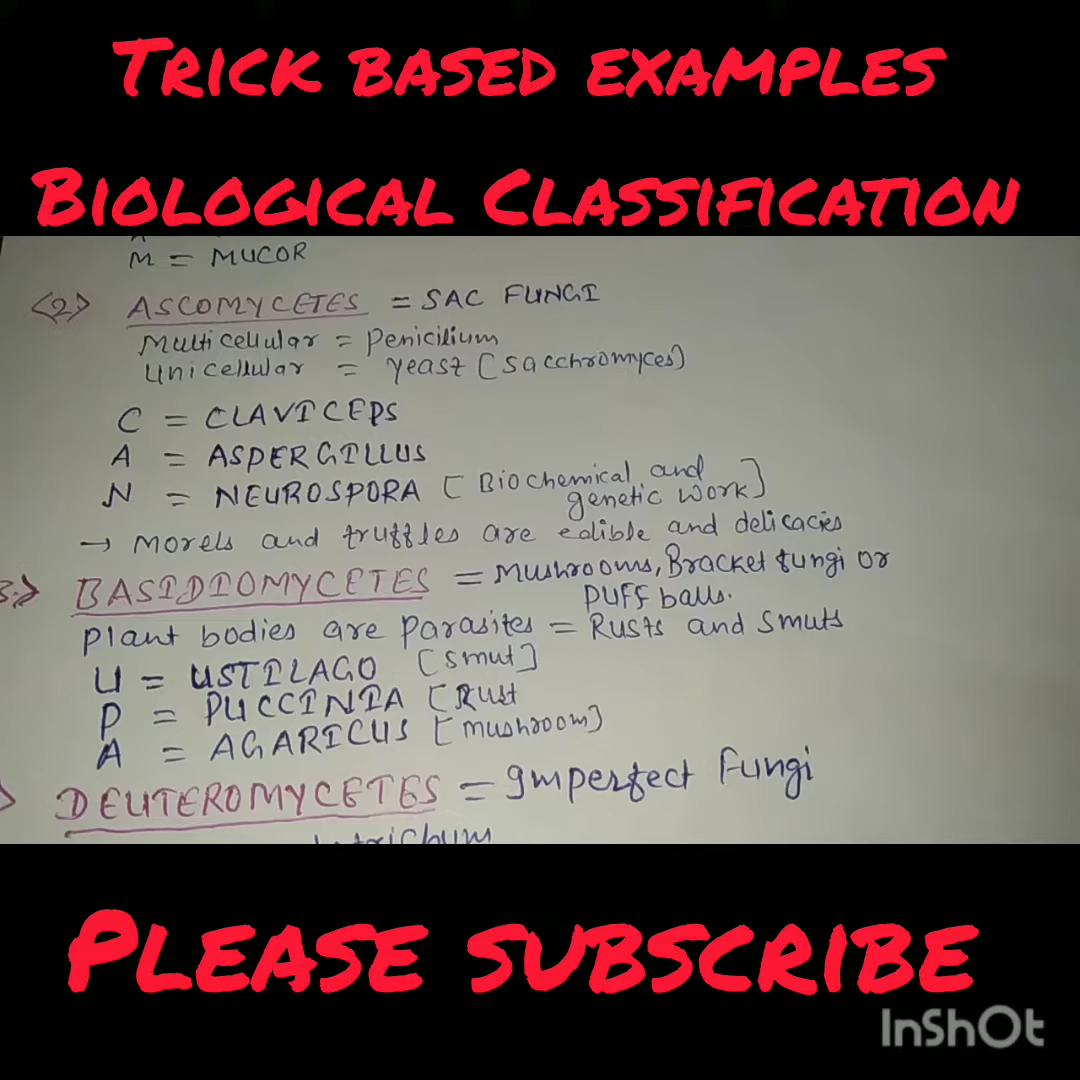 TRICK BASED EXAMPLES
BIOLOGICAL CLASSIFICATION
M = MUCOR
<2> ASCOMYCETES = SAC FUNGI
Multicellular = Penicilium
Unicellular = yeast [Sacchromyces]
C = CLAVICEPS
A = ASPERGILLUS
N = NEUROSPORA [Biochemical and
genetic work]
→ Morels and truffles are edible and delicacies
3.> BASIDIOMYCETES = Mushrooms, Bracket fungi or
puff balls.
Plant bodies are parasites = Rusts and Smuts
U = USTILAGO [Smut]
P = PUCCINIA [Rust
A = AGARICUS [mushroom]
> DEUTEROMYCETES = Imperfect Fungi
PLEASE SUBSCRIBE
InShOt